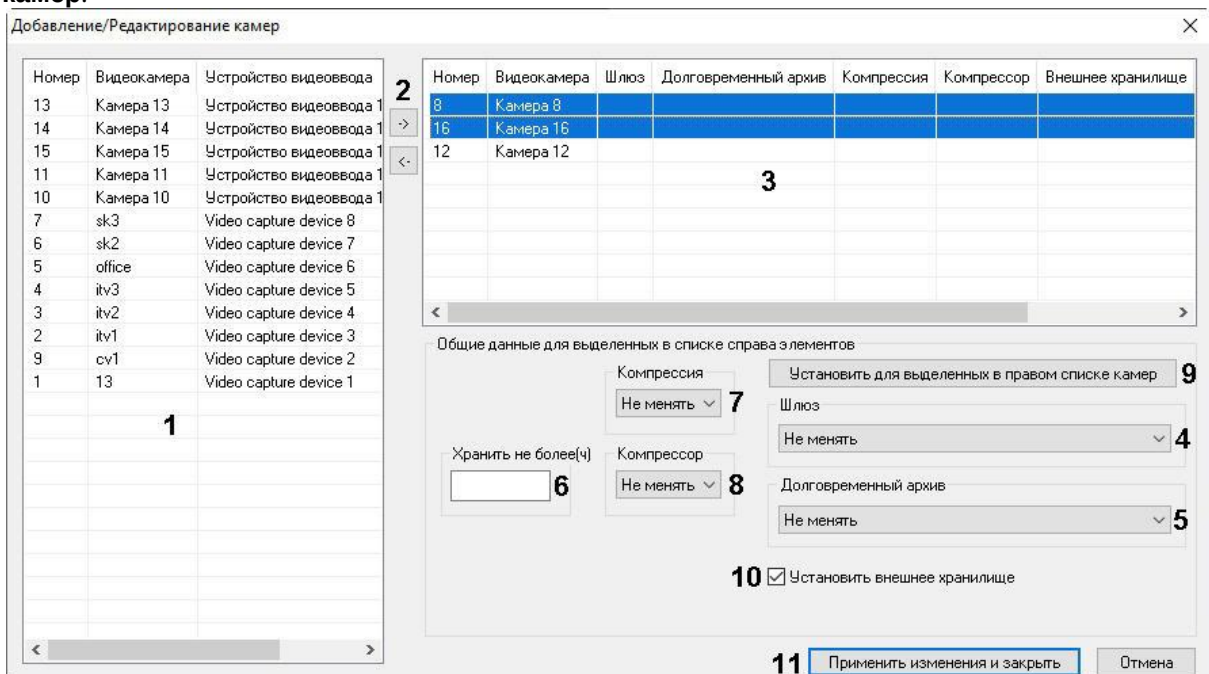 камер.
Добавление/Редактирование камер
Номер Видеокамера Устройство видеоввода
13 Камера 13 Устройство видеоввода 1
14 Камера 14 Устройство видеоввода 1
15 Камера 15 Устройство видеоввода 1
11 Камера 11 Устройство видеоввода 1
10 Камера 10 Устройство видеоввода 1
7 sk3 Video capture device 8
6 sk2 Video capture device 7
5 office Video capture device 6
4 itv3 Video capture device 5
3 itv2 Video capture device 4
2 itv1 Video capture device 3
9 cv1 Video capture device 2
1 13 Video capture device 1
1
2
->
<-
Номер Видеокамера Шлюз Долговременный архив Компрессия Компрессор Внешнее хранилище
8 Камера 8
16 Камера 16
12 Камера 12
3
Общие данные для выделенных в списке справа элементов
Компрессия
Не менять 7
Установить для выделенных в правом списке камер 9
Шлюз
Не менять 4
Хранить не более(ч)
6
Компрессор
Не менять 8
Долговременный архив
Не менять 5
10 Установить внешнее хранилище
11 Применить изменения и закрыть Отмена